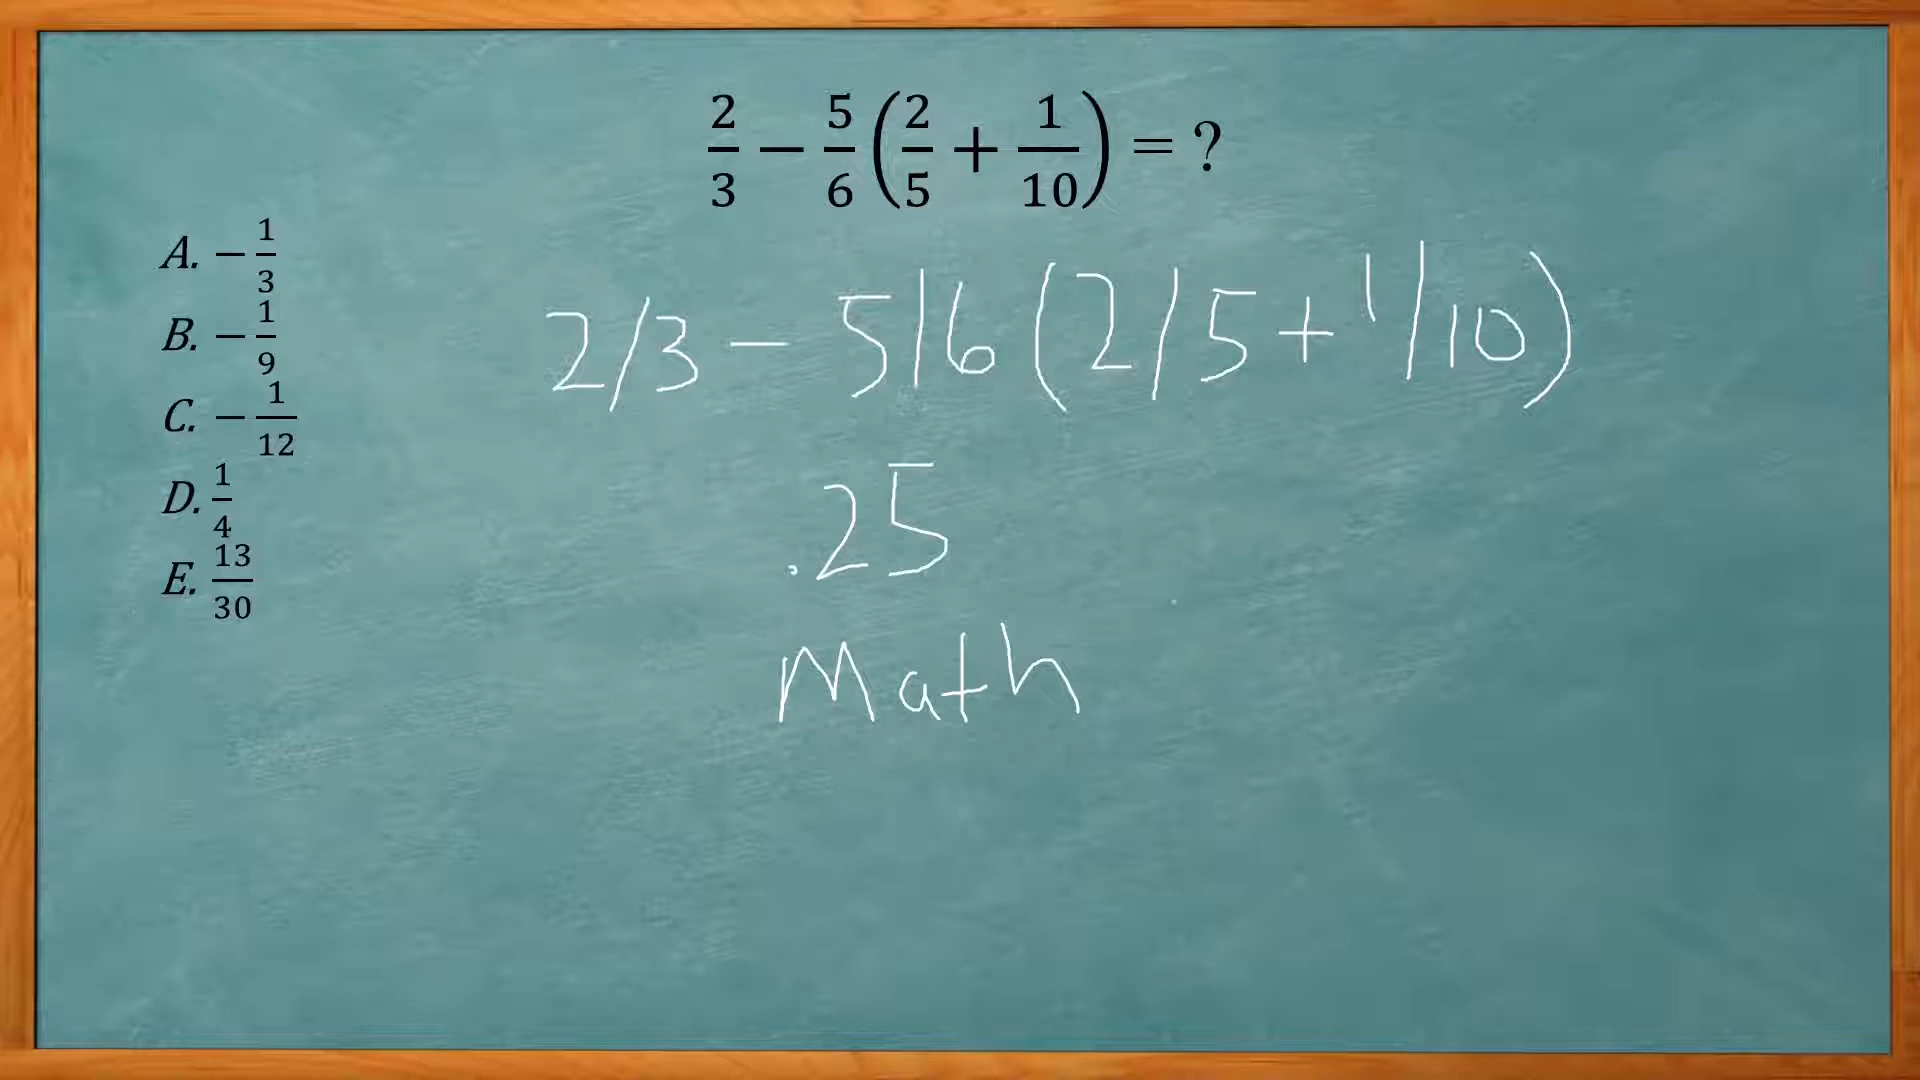 2/3 − 5/6 (2/5 + 1/10) = ?
A. −1/3
B. −1/9
C. −1/12
D. 1/4
E. 13/30
2/3 − 5/6 (2/5 + 1/10)
.25
Math